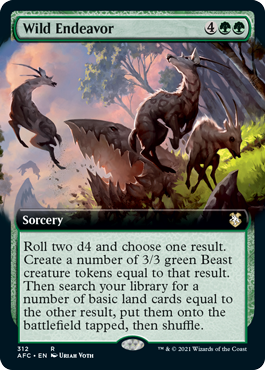 Wild Endeavor 4
Sorcery
Roll two d4 and choose one result.
Create a number of 3/3 green Beast
creature tokens equal to that result.
Then search your library for a
number of basic land cards equal to
the other result, put them onto the
battlefield tapped, then shuffle.
312 R
AFC • EN Uriah Voth
™ & © 2021 Wizards of the Coast